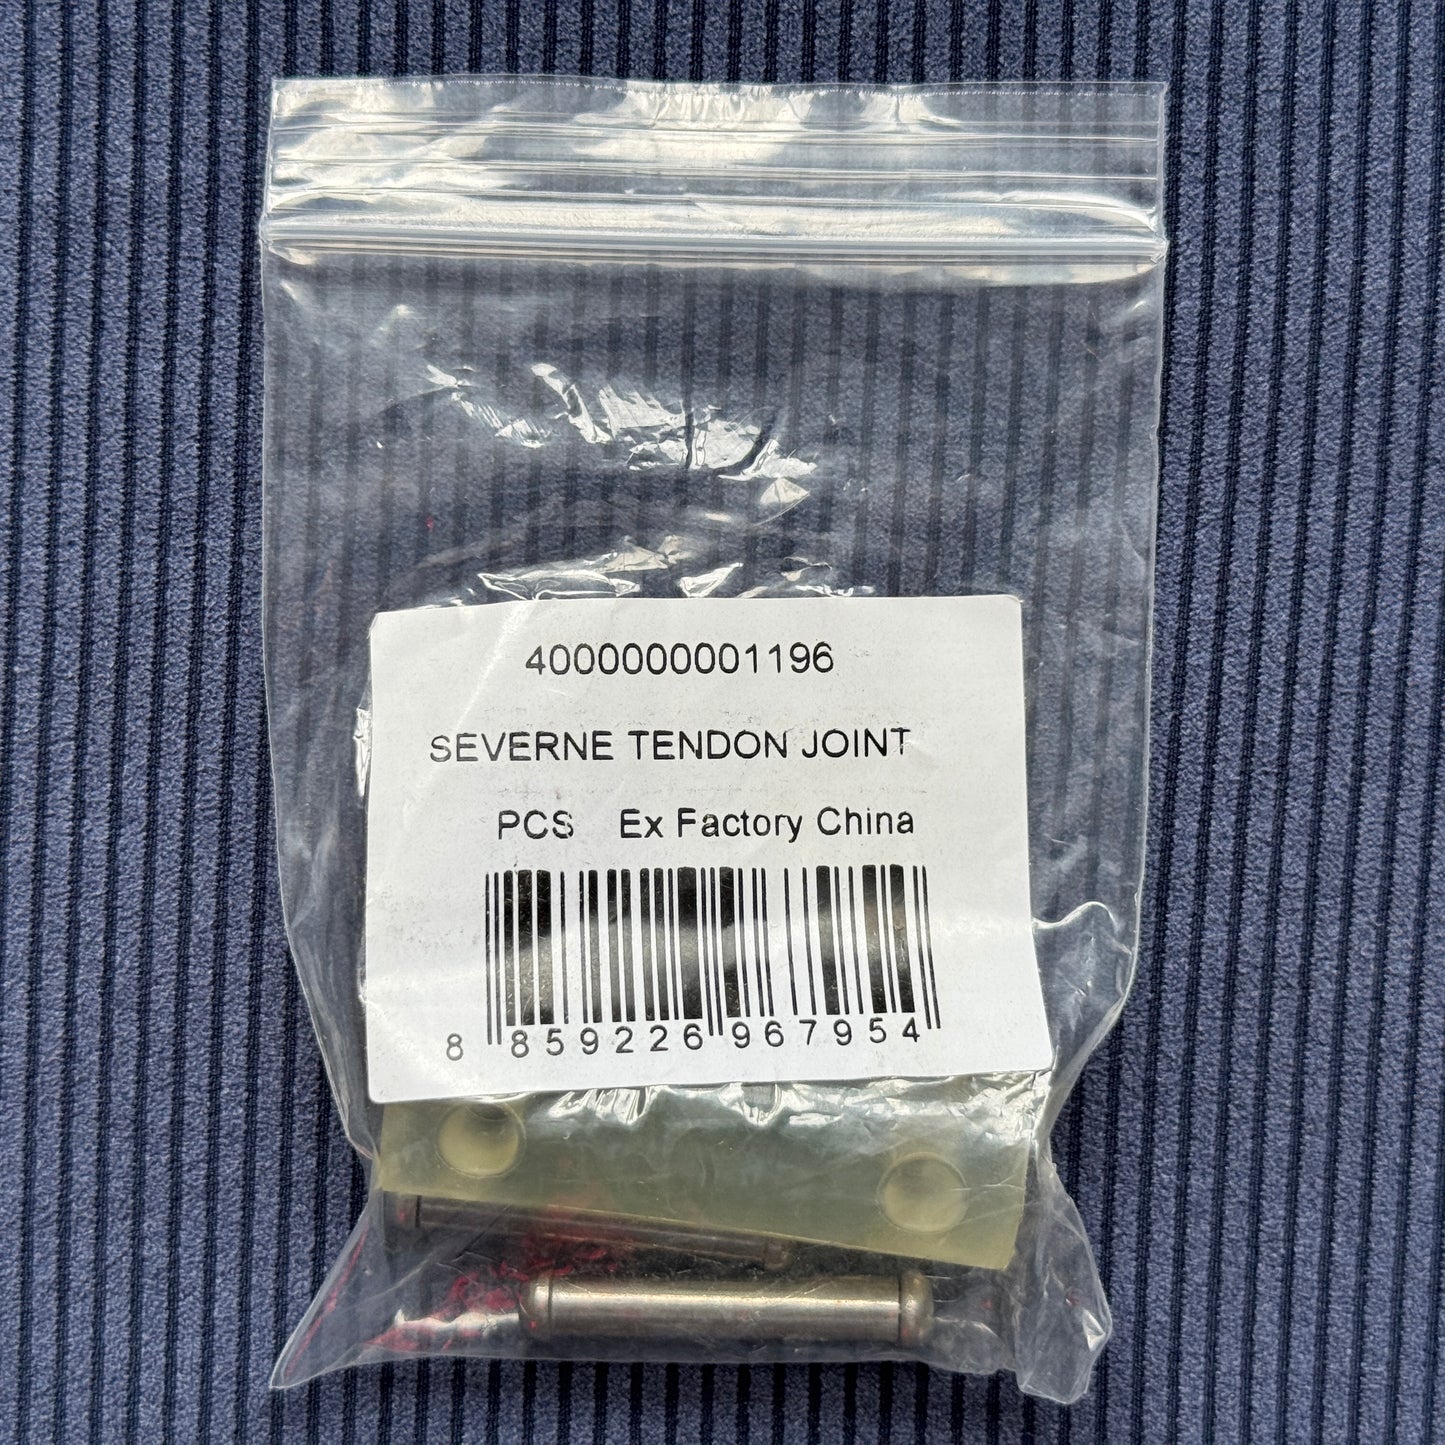 4000000001196
SEVERNE TENDON JOINT
PCS Ex Factory China
8 859226 967954